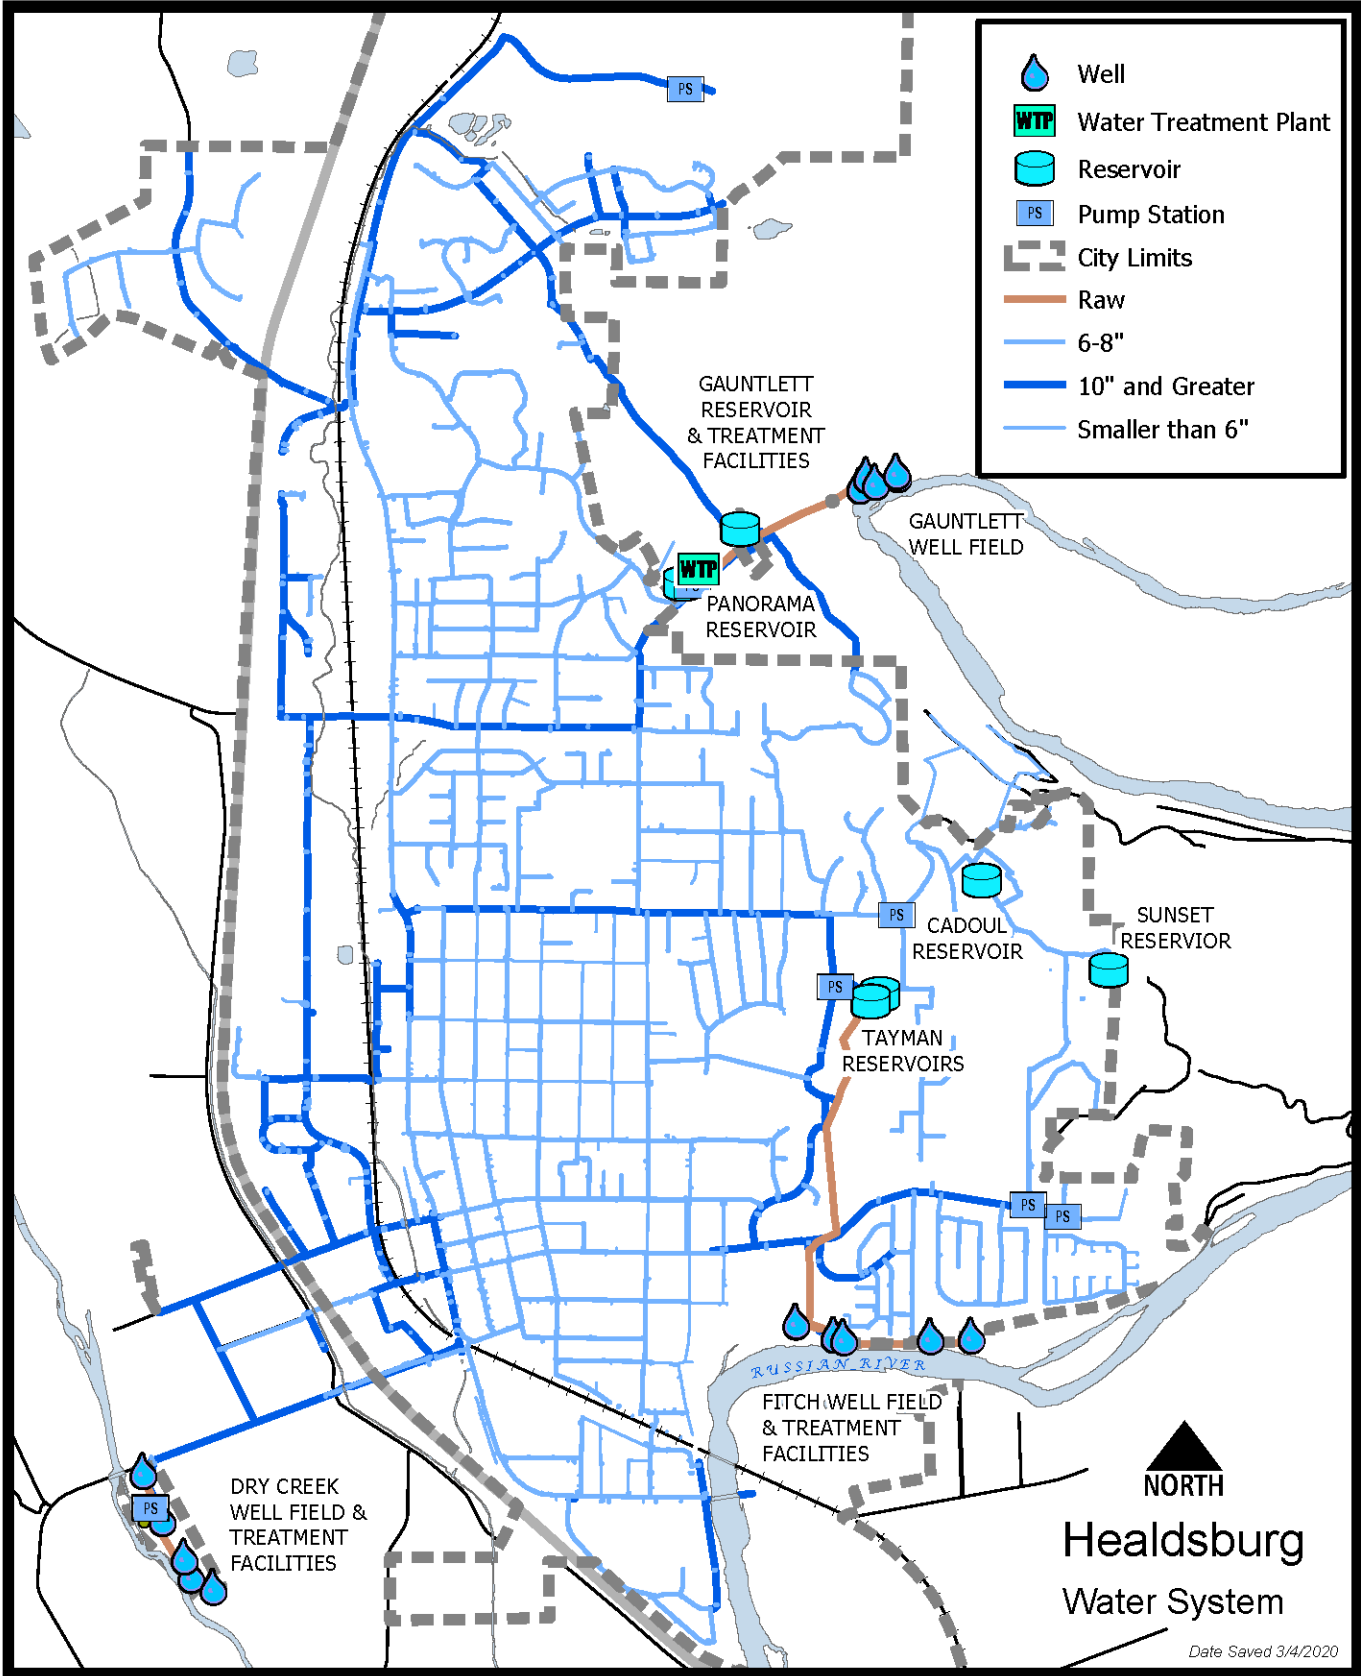 PS
Well
WTP
Water Treatment Plant
Reservoir
PS
Pump Station
City Limits
Raw
6-8"
10" and Greater
Smaller than 6"
GAUNTLETT
RESERVOIR
& TREATMENT
FACILITIES
GAUNTLETT
WELL FIELD
WTP
PS
PANORAMA
RESERVOIR
PS
CADOUL
RESERVOIR
SUNSET
RESERVIOR
PS
TAYMAN
RESERVOIRS
PS
PS
RUSSIAN RIVER
FITCH WELL FIELD
& TREATMENT
FACILITIES
DRY CREEK
WELL FIELD &
TREATMENT
FACILITIES
PS
NORTH
Healdsburg
Water System
Date Saved 3/4/2020